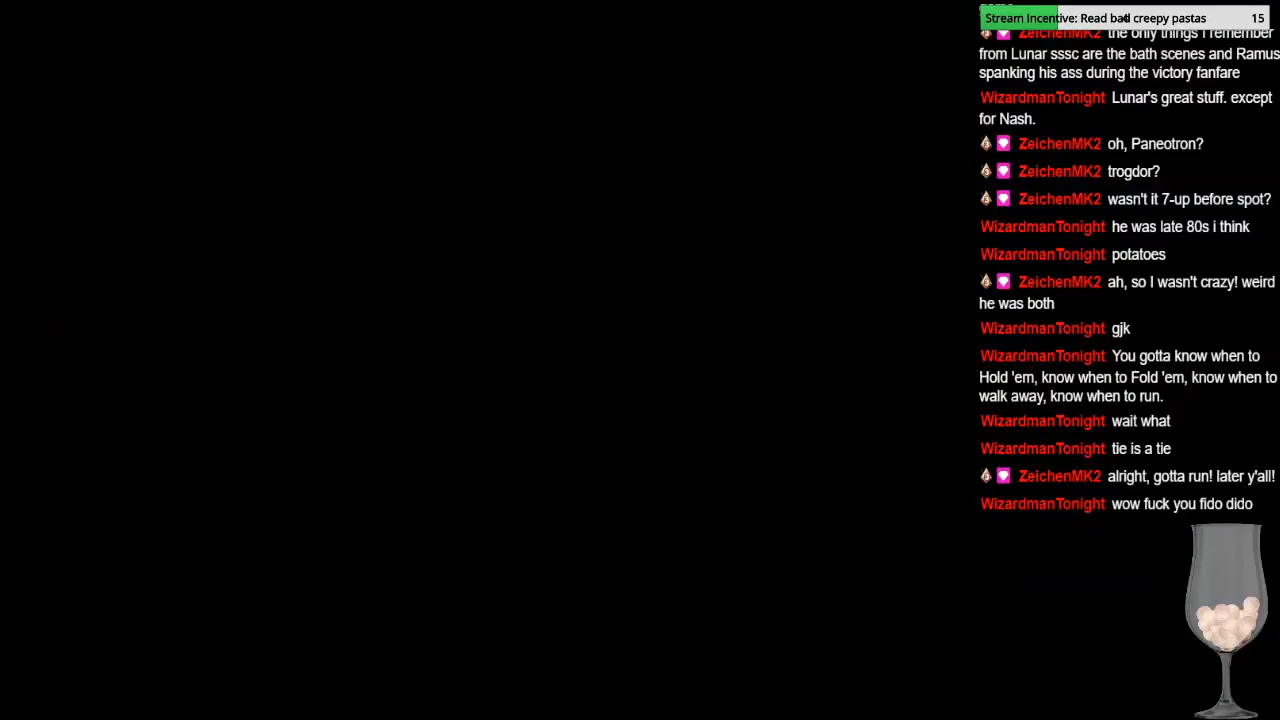 Stream Incentive: Read bad creepy pastas 15
ZeichenMK2 the only things I remember
from Lunar sssc are the bath scenes and Ramus
spanking his ass during the victory fanfare
WizardmanTonight Lunar's great stuff. except
for Nash.
ZeichenMK2 oh, Paneotron?
ZeichenMK2 trogdor?
ZeichenMK2 wasn't it 7-up before spot?
WizardmanTonight he was late 80s i think
WizardmanTonight potatoes
ZeichenMK2 ah, so I wasn't crazy! weird
he was both
WizardmanTonight gjk
WizardmanTonight You gotta know when to
Hold 'em, know when to Fold 'em, know when to
walk away, know when to run.
WizardmanTonight wait what
WizardmanTonight tie is a tie
ZeichenMK2 alright, gotta run! later y'all!
WizardmanTonight wow fuck you fido dido